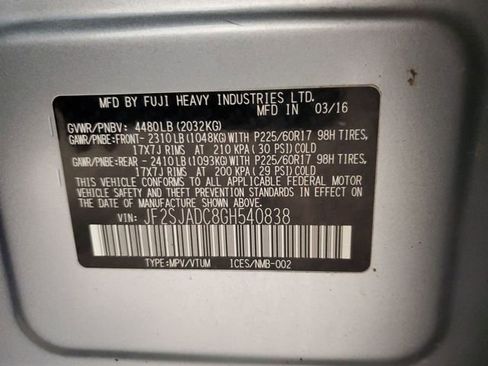 MFD BY FUJI HEAVY INDUSTRIES LTD.
MFD IN 03/16
GVWR/PNBV: 4480LB(2032KG)
GAWR/PNBE:FRONT-2310LB(1048KG)WITH P225/60R17 98H TIRES,
17X7J RIMS AT 210 KPA(30 PSI) COLD
GAWR/PNBE:REAR -2410LB(1093KG)WITH P225/60R17 98H TIRES,
17X7J RIMS AT 200 KPA(29 PSI) COLD
THIS VEHICLE CONFORMS TO ALL APPLICABLE FEDERAL MOTOR
VEHICLE SAFETY AND BUMPER STANDARDS IN EFFECT ON
THE DATE OF MANUFACTURE SHOWN ABOVE.
VIN: JF2SJADC8GH540838
TYPE:MPV/VTUM ICES/NMB-002